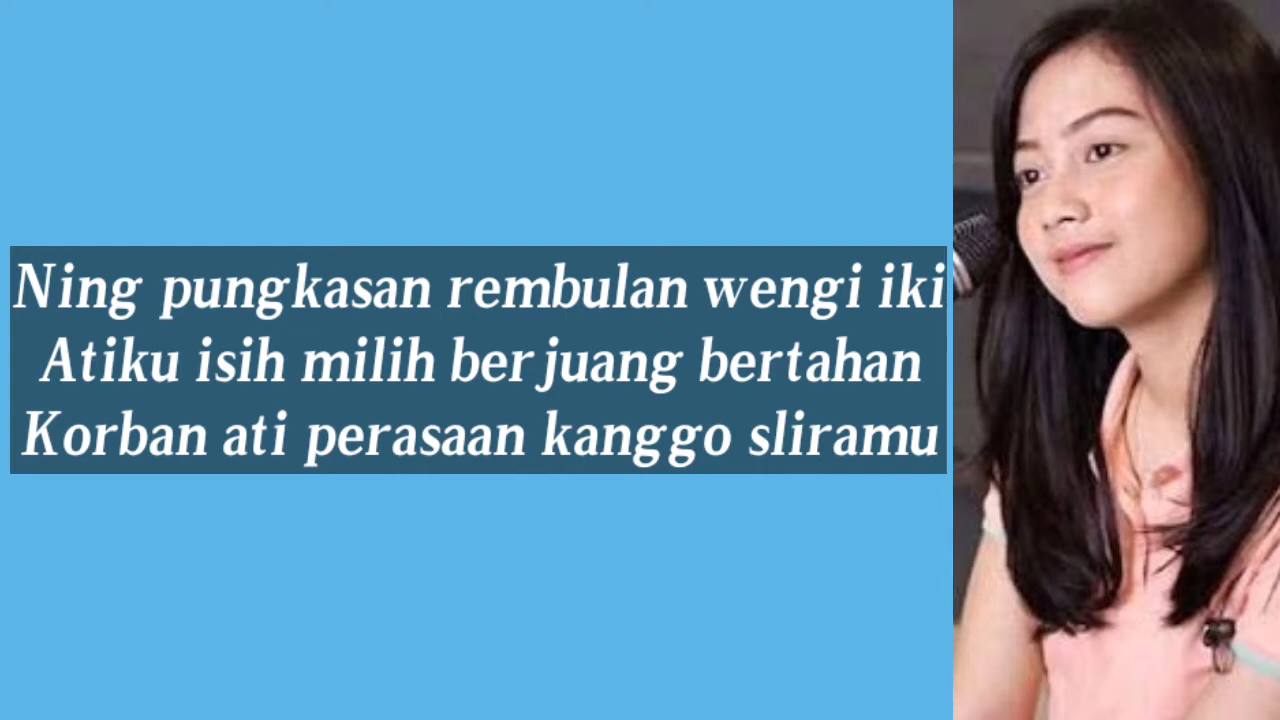 Ning pungkasan rembulan wengi iki
Atiku isih milih berjuang bertahan
Korban ati perasaan kanggo sliramu